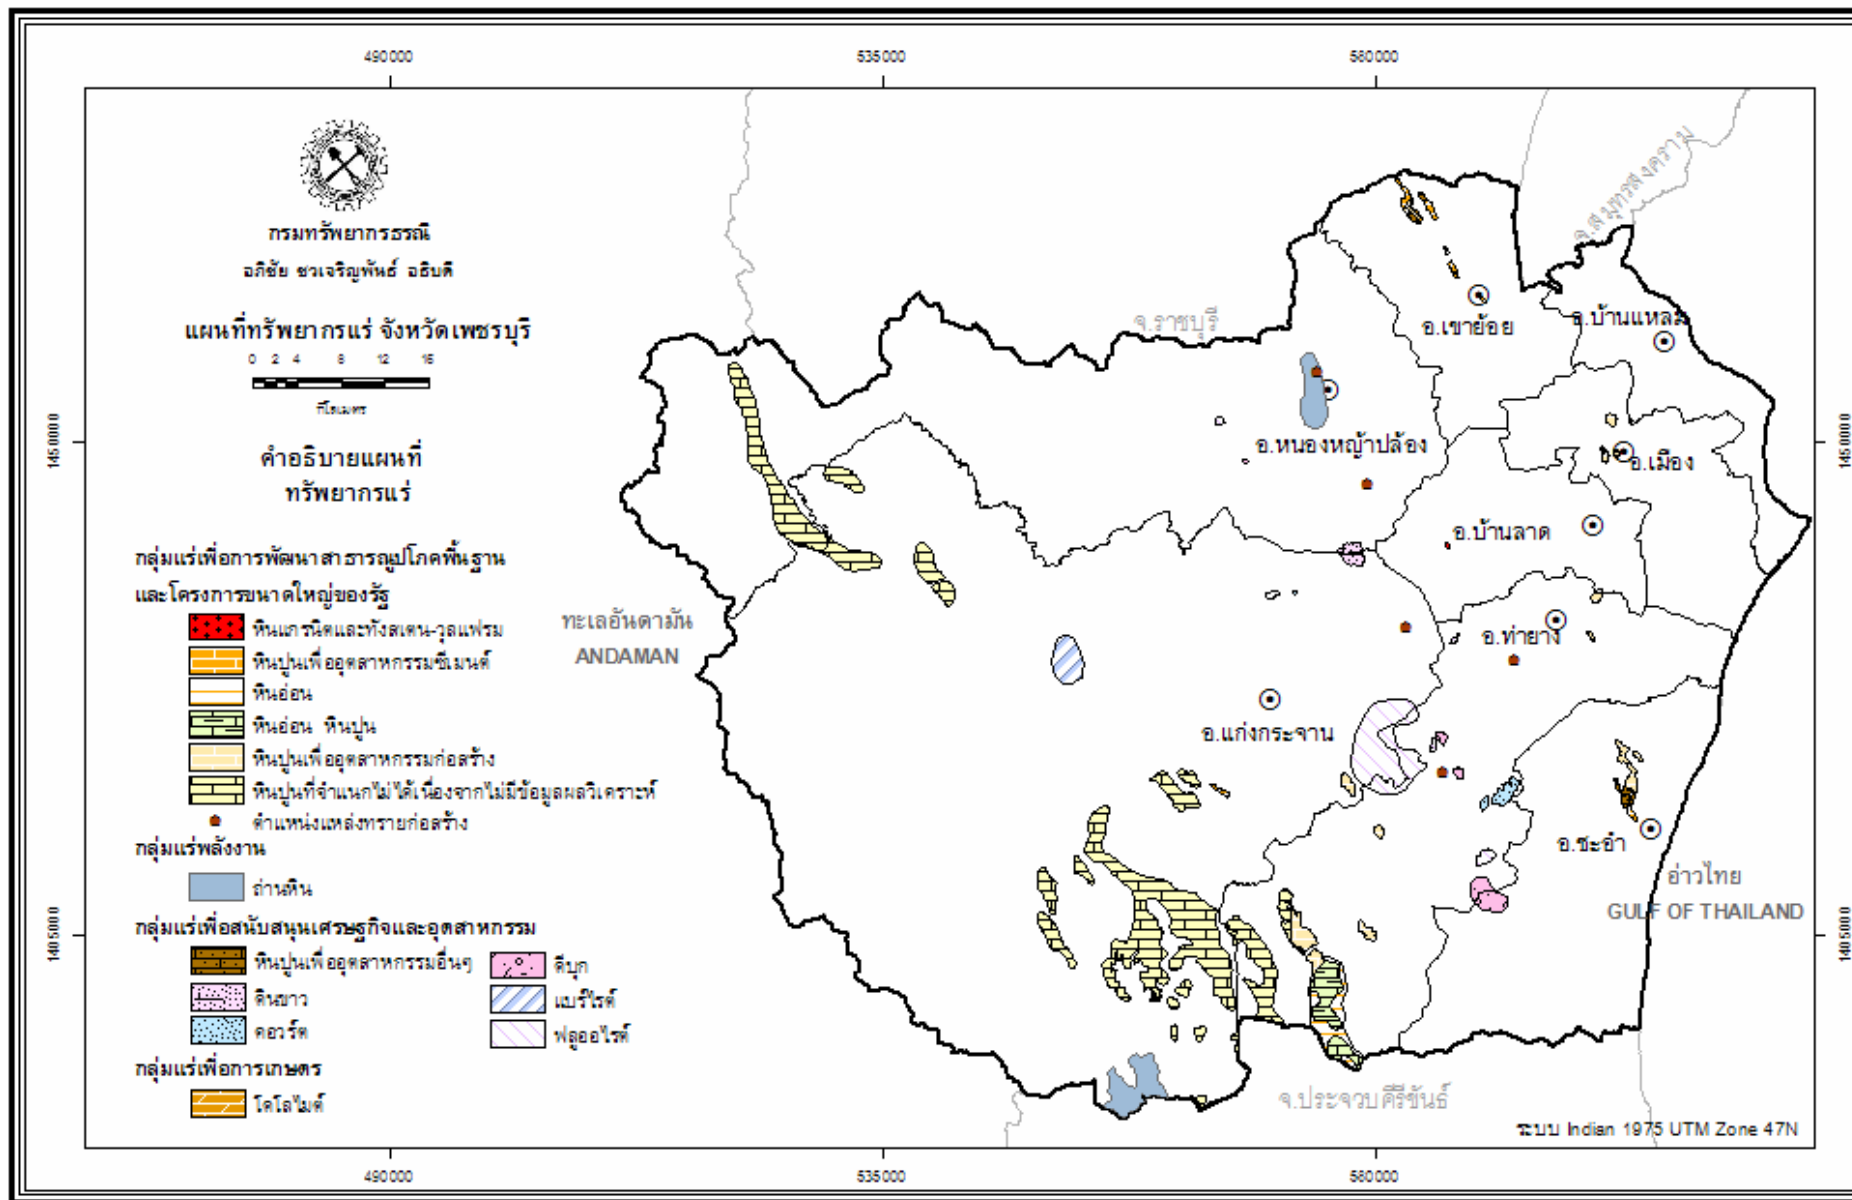 490000 535000 580000
กรมทรัพยากรธรณี
อภิชัย ชวเจริญพันธ์ อธิบดี
แผนที่ทรัพยากรแร่ จังหวัดเพชรบุรี
0 2 4 8 12 16
กิโลเมตร
คำอธิบายแผนที่
ทรัพยากรแร่
กลุ่มแร่เพื่อการพัฒนาสาธารณูปโภคพื้นฐาน
และโครงการขนาดใหญ่ของรัฐ
หินแกรนิตและทังสเตน-วุลแฟรม
หินปูนเพื่ออุตสาหกรรมซีเมนต์
หินอ่อน
หินอ่อน หินปูน
หินปูนเพื่ออุตสาหกรรมก่อสร้าง
หินปูนที่จำแนกไม่ได้เนื่องจากไม่มีข้อมูลผลวิเคราะห์
ตำแหน่งแหล่งทรายก่อสร้าง
กลุ่มแร่พลังงาน
ถ่านหิน
กลุ่มแร่เพื่อสนับสนุนเศรษฐกิจและอุตสาหกรรม
หินปูนเพื่ออุตสาหกรรมอื่นๆ
ดินขาว
ควอร์ต
ดีบุก
แบร์ไรต์
ฟลูออไรต์
กลุ่มแร่เพื่อการเกษตร
โดโลไมต์
จ.สมุทรสงคราม
จ.ราชบุรี
อ.เขาย้อย
อ.บ้านแหลม
อ.หนองหญ้าปล้อง
อ.เมือง
อ.บ้านลาด
อ.ท่ายาง
ทะเลอันดามัน
ANDAMAN
อ.แก่งกระจาน
อ.ชะอำ
อ่าวไทย
GULF OF THAILAND
จ.ประจวบคีรีขันธ์
ระบบ Indian 1975 UTM Zone 47N
1450000
1405000
1450000
1405000
490000 535000 580000